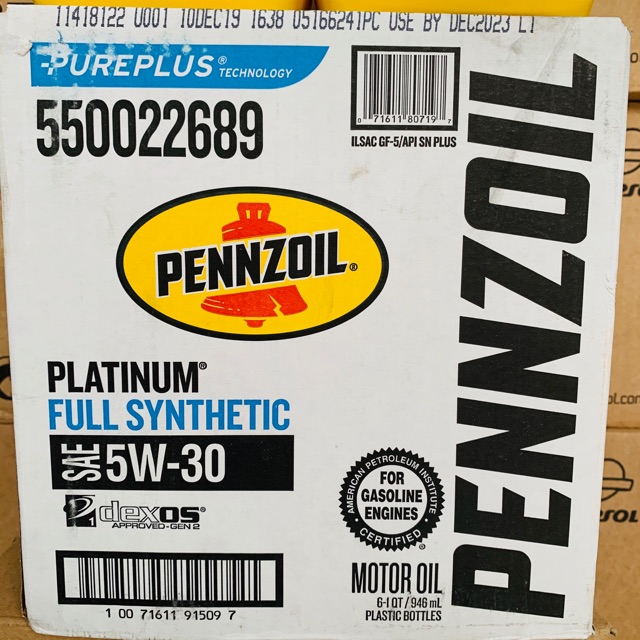 11418122 U001 10DEC19 1638 05166241PC USE BY DEC2023 L1
PUREPLUS® TECHNOLOGY
550022689
0 71611 80719 7
ILSAC GF-5/API SN PLUS
PENNZOIL®
PENNZOIL
PLATINUM®
FULL SYNTHETIC
SAE 5W-30
dexos®
APPROVED-GEN 2
AMERICAN PETROLEUM INSTITUTE
FOR
GASOLINE
ENGINES
CERTIFIED
®
1 00 71611 91509 7
MOTOR OIL
6-1 QT / 946 mL
PLASTIC BOTTLES